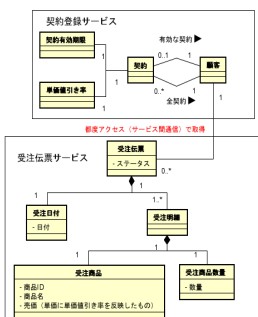 契約登録サービス
契約有効期限
有効な契約▶
契約
0..1
1
顧客
1
1
単価値引き率
1
0..*
1
全契約▶
1
1
都度アクセス（サービス間通信）で取得
受注伝票サービス
受注伝票
- ステータス
0..*
1
1
1..*
受注日付
- 日付
受注明細
1
1
1
受注商品
- 商品ID
- 商品名
- 売価（単価に単価値引き率を反映したもの）
受注商品数量
- 数量